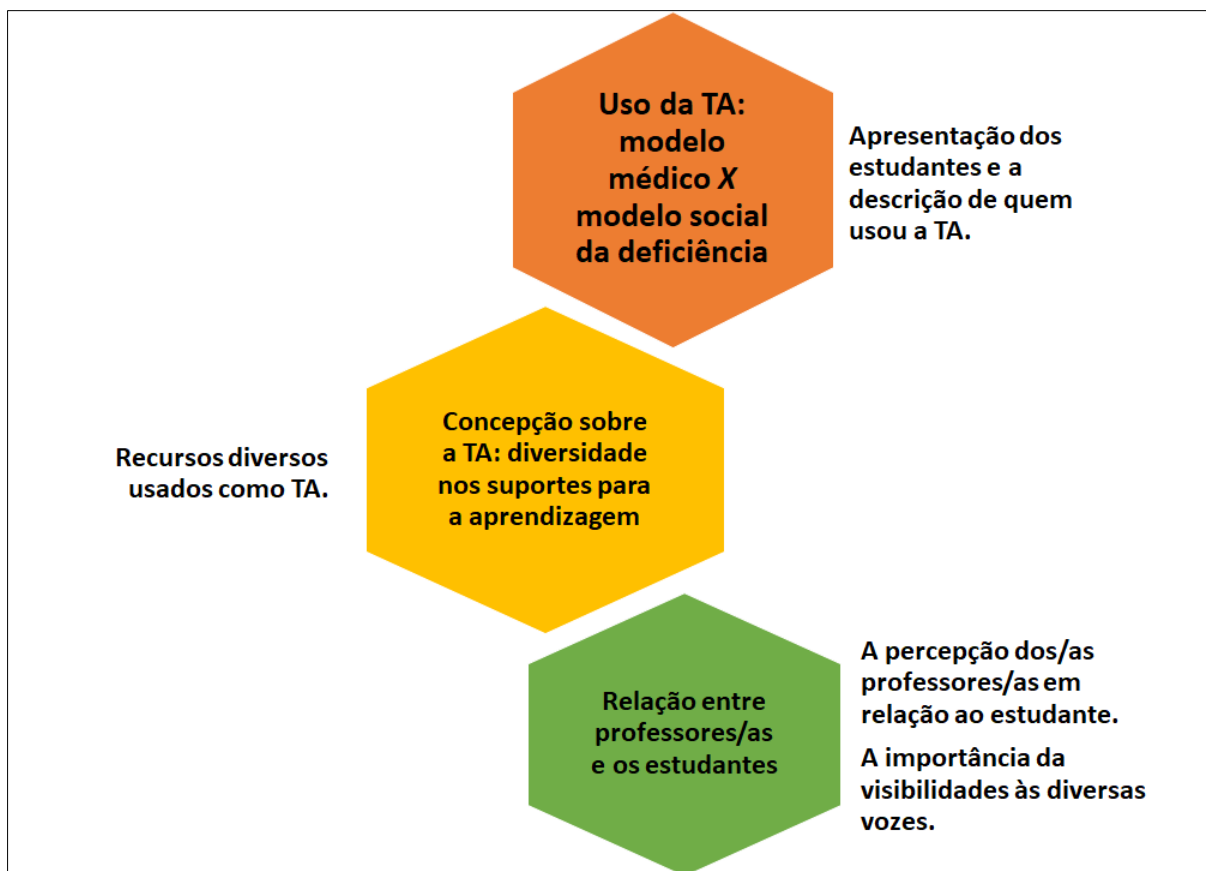 Uso da TA:
modelo
médico X
modelo social
da deficiência
Apresentação dos
estudantes e a
descrição de quem
usou a TA.
Recursos diversos
usados como TA.
Concepção sobre
a TA: diversidade
nos suportes para
a aprendizagem
Relação entre
professores/as
e os estudantes
A percepção dos/as
professores/as em
relação ao estudante.
A importância da
visibilidades às diversas
vozes.